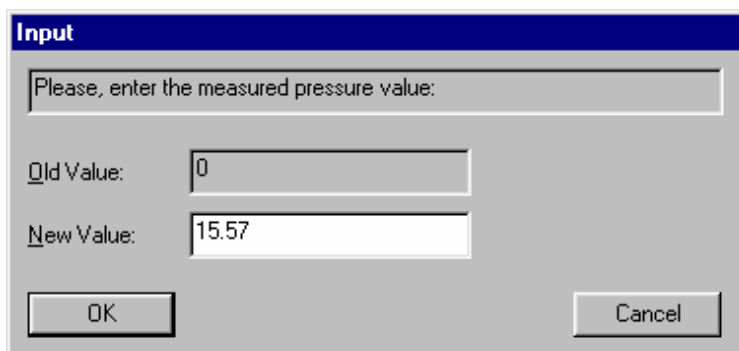 Input
Please, enter the measured pressure value:
Old Value: 0
New Value: 15.57
OK Cancel